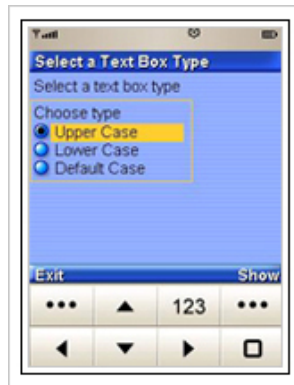 Select a Text Box Type
Select a text box type
Choose type
Upper Case
Lower Case
Default Case
Exit Show
123